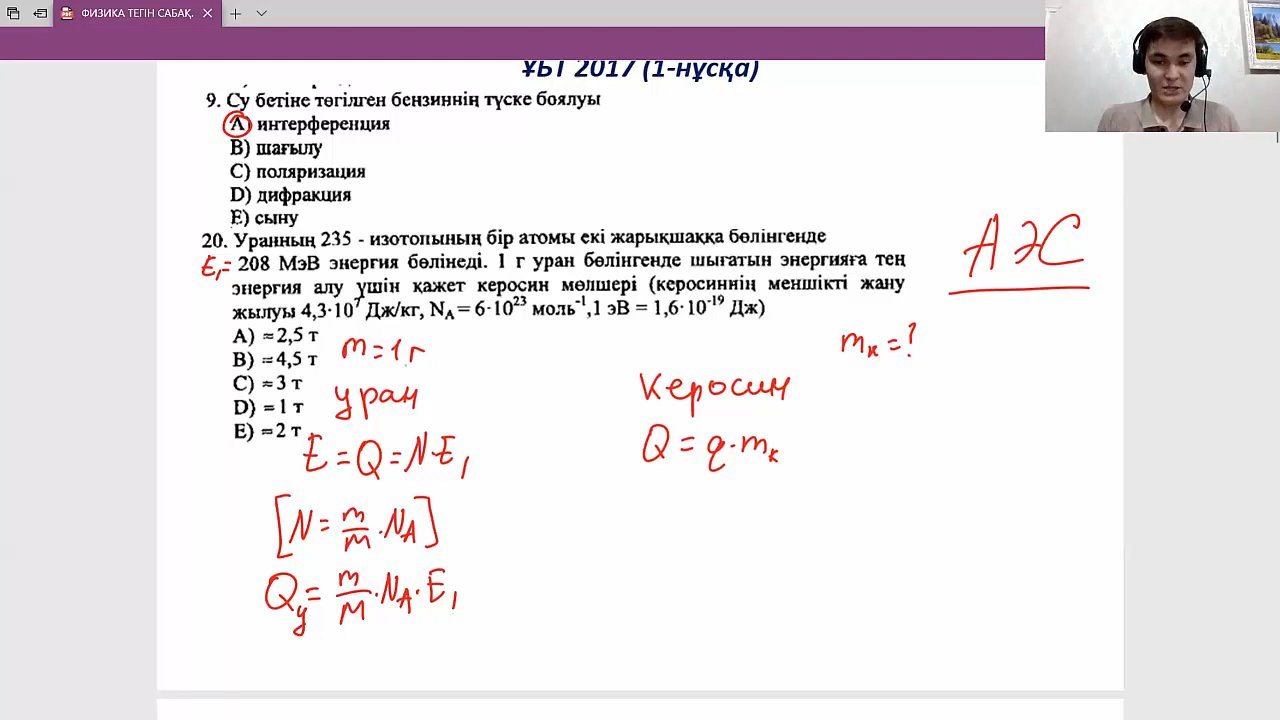 ФИЗИКА ТЕГІН САБАҚ.
ҰБТ 2017 (1-нұсқа)
9. Су бетіне төгілген бензиннің түске боялуы
A) интерференция
B) шағылу
C) поляризация
D) дифракция
E) сыну
20. Уранның 235 - изотопының бір атомы екі жарықшаққа бөлінгенде
E₁= 208 МэВ энергия бөлінеді. 1 г уран бөлінгенде шығатын энергияға тең
энергия алу үшін қажет керосин мөлшері (керосиннің меншікті жану
жылуы 4,3·10⁷ Дж/кг, N_A = 6·10²³ моль⁻¹,1 эВ = 1,6·10⁻¹⁹ Дж)
A) ≈2,5 т
B) ≈4,5 т
C) ≈3 т
D) ≈1 т
E) ≈2 т
АЭС
m=1г
уран
E=Q=N·E₁
[N=m/M·N_A]
Q_у=m/M·N_A·E₁
m_к=?
Керосин
Q=q·m_к